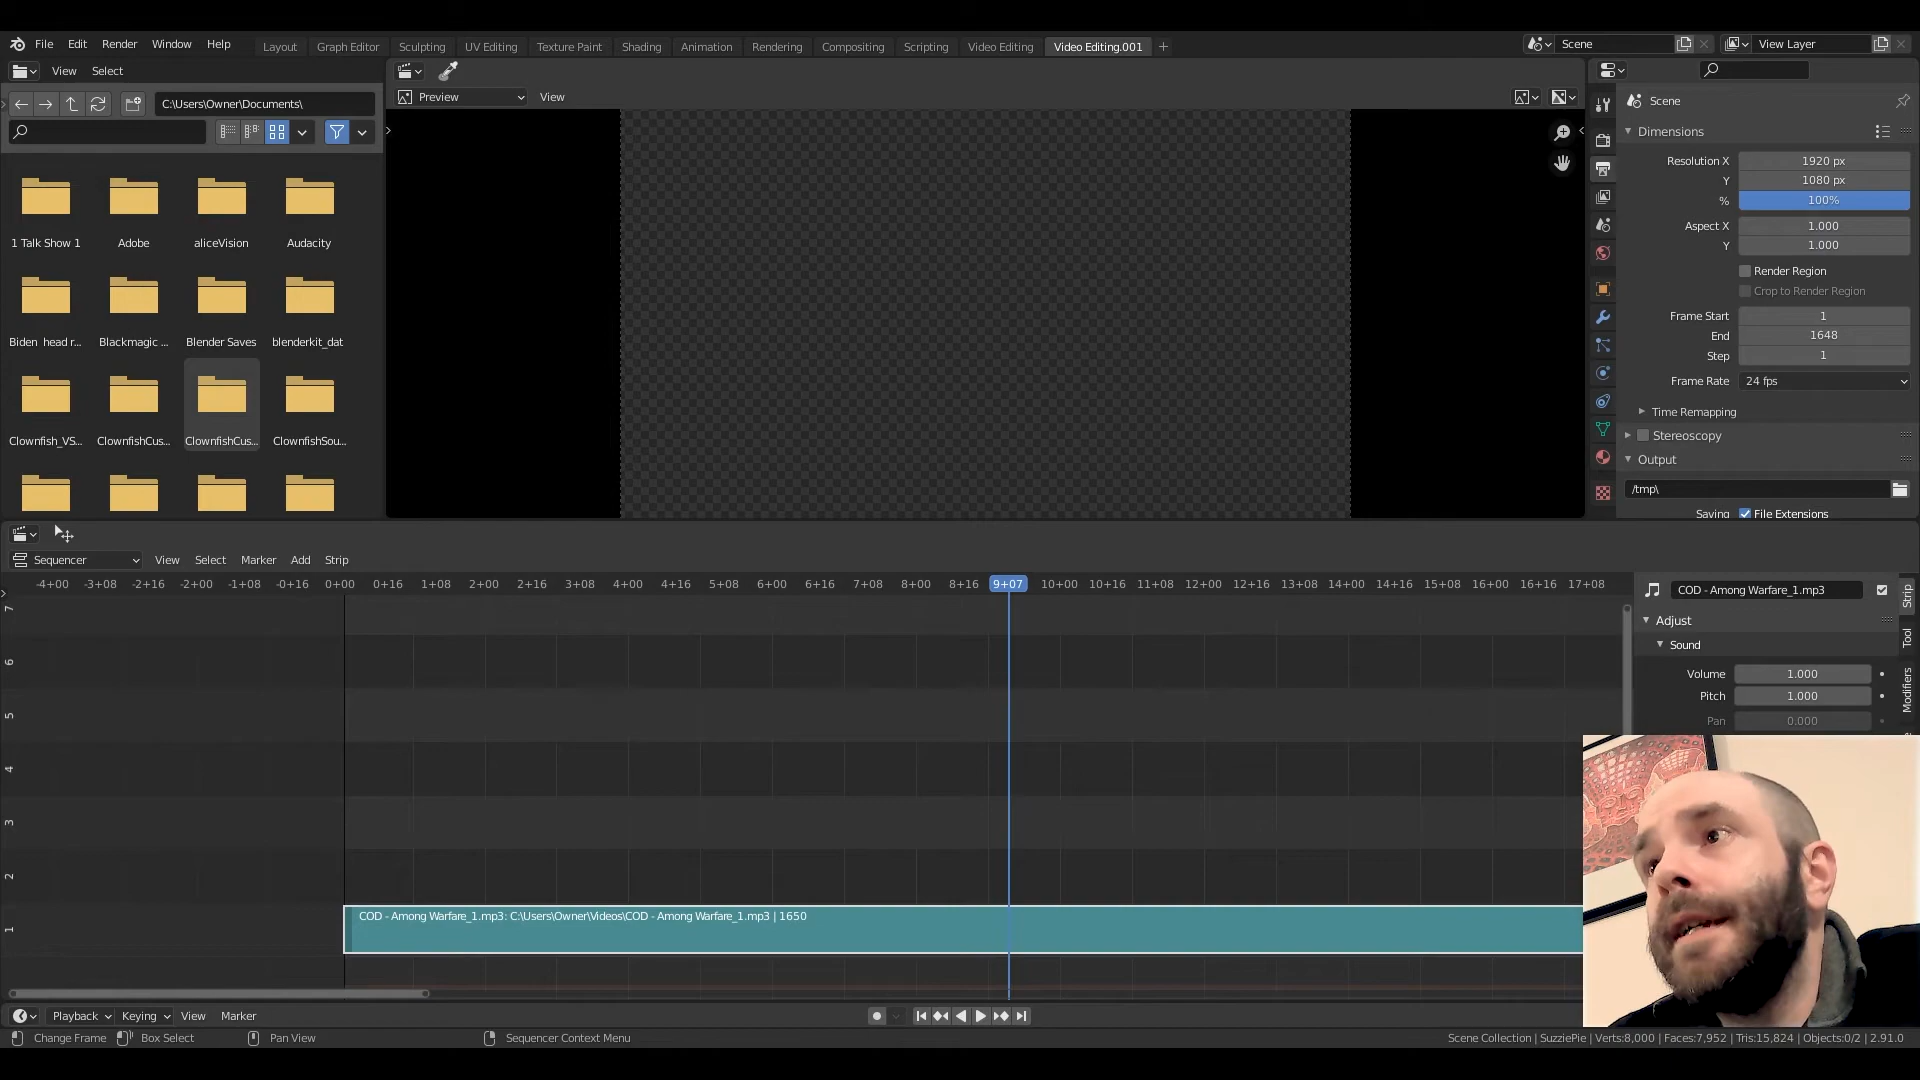 File Edit Render Window Help
Layout Graph Editor Sculpting UV Editing Texture Paint Shading Animation Rendering Compositing Scripting Video Editing Video Editing.001
Scene View Layer
View Select
C:\Users\Owner\Documents\
1 Talk Show 1 Adobe aliceVision Audacity
Biden head r... Blackmagic ... Blender Saves blenderkit_dat
Clownfish_VS... ClownfishCus... ClownfishCus... ClownfishSou...
Preview View
Scene
Dimensions
Resolution X 1920 px
Y 1080 px
% 100%
Aspect X 1.000
Y 1.000
Render Region
Crop to Render Region
Frame Start 1
End 1648
Step 1
Frame Rate 24 fps
Time Remapping
Stereoscopy
Output
/tmp\
Saving File Extensions
Sequencer View Select Marker Add Strip
-4+00 -3+08 -2+16 -2+00 -1+08 -0+16 0+00 0+16 1+08 2+00 2+16 3+08 4+00 4+16 5+08 6+00 6+16 7+08 8+00 8+16 9+07 10+00 10+16 11+08 12+00 12+16 13+08 14+00 14+16 15+08 16+00 16+16 17+08
7
6
5
4
3
2
1
COD - Among Warfare_1.mp3: C:\Users\Owner\Videos\COD - Among Warfare_1.mp3 | 1650
COD - Among Warfare_1.mp3
Adjust
Sound
Volume 1.000
Pitch 1.000
Pan 0.000
Strip
Tool
Modifiers
Playback Keying View Marker
Change Frame Box Select Pan View Sequencer Context Menu
Scene Collection | SuzziePie | Verts:8,000 | Faces:7,952 | Tris:15,824 | Objects:0/2 | 2.91.0